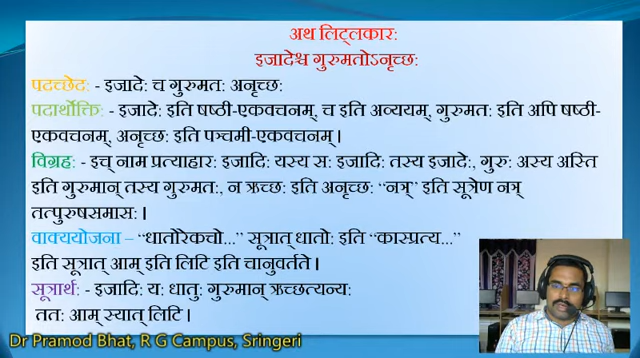 अथ लिट्लकार:
इजादेश्च गुरुमतोऽनृच्छ:
पदच्छेद: - इजादे: च गुरुमत: अनृच्छ:
पदार्थोक्ति: - इजादे: इति षष्ठी-एकवचनम्, च इति अव्ययम्, गुरुमत: इति अपि षष्ठी-
एकवचनम्, अनृच्छ: इति पञ्चमी-एकवचनम् ।
विग्रह: - इच् नाम प्रत्याहार: इजादि: यस्य स: इजादि: तस्य इजादे:, गुरु: अस्य अस्ति
इति गुरुमान् तस्य गुरुमत:, न ऋच्छ: इति अनृच्छ: “नञ्” इति सूत्रेण नञ्
तत्पुरुषसमास: ।
वाक्ययोजना – “धातोरेकचो...” सूत्रात् धातो: इति “कास्प्रत्य...”
इति सूत्रात् आम् इति लिटि इति चानुवर्तते ।
सूत्रार्थ: - इजादि: य: धातु: गुरुमान् ऋच्छत्यन्य:
तत: आम् स्यात् लिटि ।
Dr Pramod Bhat, R G Campus, Sringeri